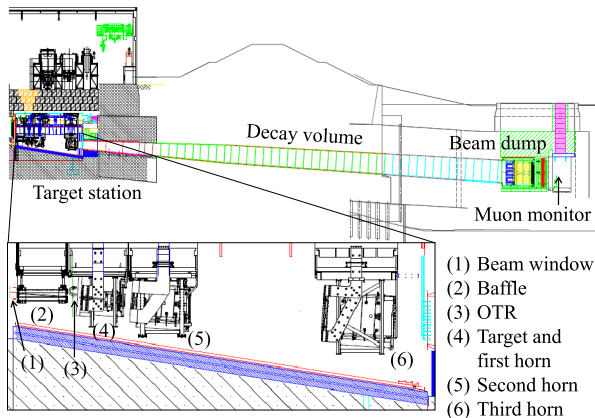 Decay volume
Beam dump
Target station
Muon monitor
(1) Beam window
(2) Baffle
(3) OTR
(4) Target and
first horn
(5) Second horn
(6) Third horn
(2)
(4)
(5)
(6)
(1)
(3)